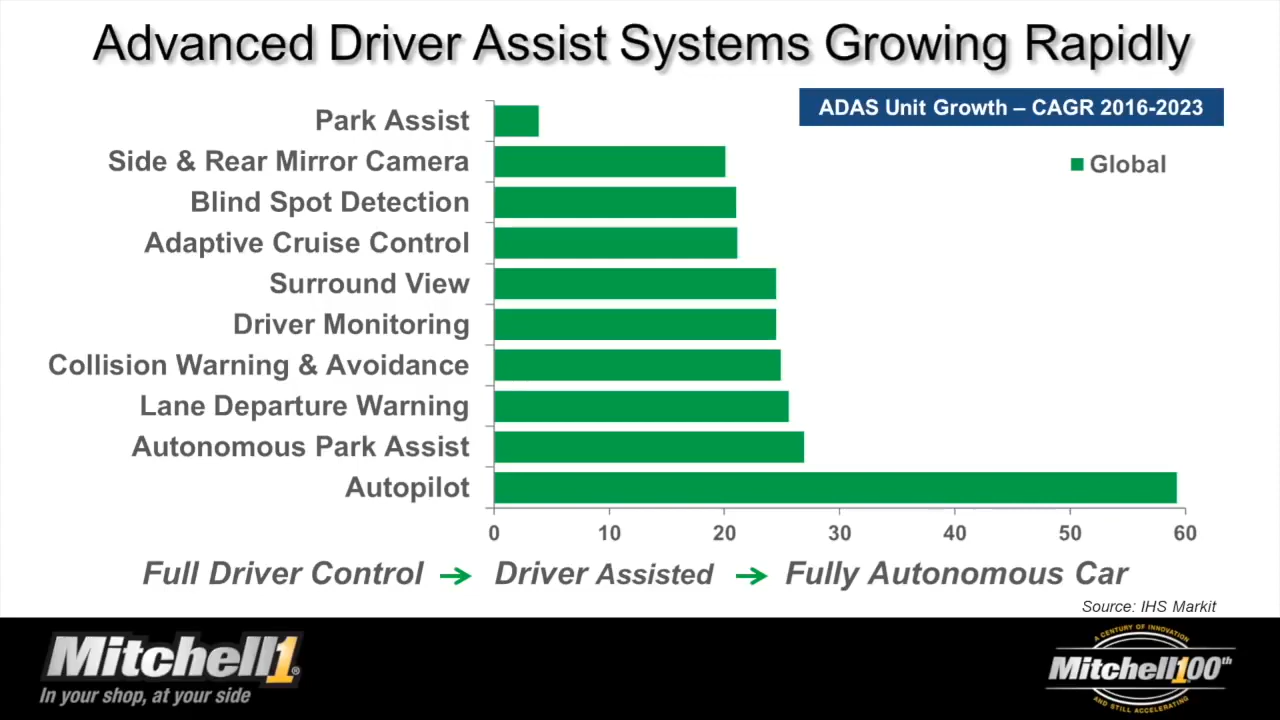 Advanced Driver Assist Systems Growing Rapidly
ADAS Unit Growth – CAGR 2016-2023
Global
Park Assist
Side & Rear Mirror Camera
Blind Spot Detection
Adaptive Cruise Control
Surround View
Driver Monitoring
Collision Warning & Avoidance
Lane Departure Warning
Autonomous Park Assist
Autopilot
0 10 20 30 40 50 60
Full Driver Control → Driver Assisted → Fully Autonomous Car
Source: IHS Markit
Mitchell1®
In your shop, at your side
A CENTURY OF INNOVATION
Mitchell 100th
AND STILL ACCELERATING